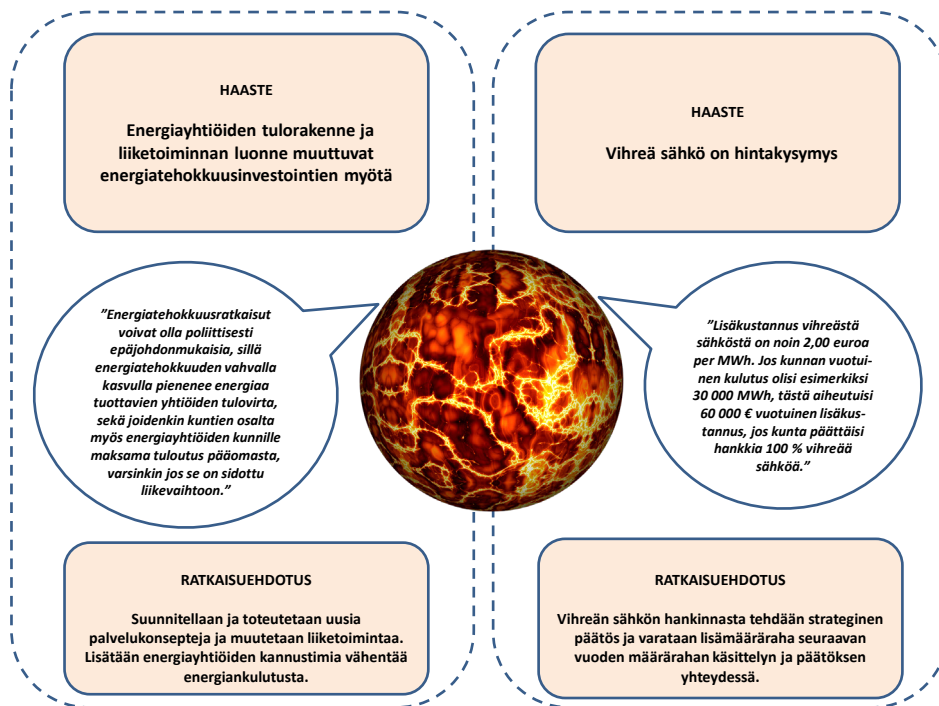 HAASTE
Energiayhtiöiden tulorakenne ja
liiketoiminnan luonne muuttuvat
energiatehokkuusinvestointien myötä
”Energiatehokkuusratkaisut
voivat olla poliittisesti
epäjohdonmukaisia, sillä
energiatehokkuuden vahvalla
kasvulla pienenee energiaa
tuottavien yhtiöiden tulovirta,
sekä joidenkin kuntien osalta
myös energiayhtiöiden kunnille
maksama tuloutus pääomasta,
varsinkin jos se on sidottu
liikevaihtoon.”
RATKAISUEHDOTUS
Suunnitellaan ja toteutetaan uusia
palvelukonsepteja ja muutetaan liiketoimintaa.
Lisätään energiayhtiöiden kannustimia vähentää
energiankulutusta.
HAASTE
Vihreä sähkö on hintakysymys
”Lisäkustannus vihreästä
sähköstä on noin 2,00 euroa
per MWh. Jos kunnan vuotui-
nen kulutus olisi esimerkiksi
30 000 MWh, tästä aiheutuisi
60 000 € vuotuinen lisäkus-
tannus, jos kunta päättäisi
hankkia 100 % vihreää
sähköä.”
RATKAISUEHDOTUS
Vihreän sähkön hankinnasta tehdään strateginen
päätös ja varataan lisämääräraha seuraavan
vuoden määrärahan käsittelyn ja päätöksen
yhteydessä.